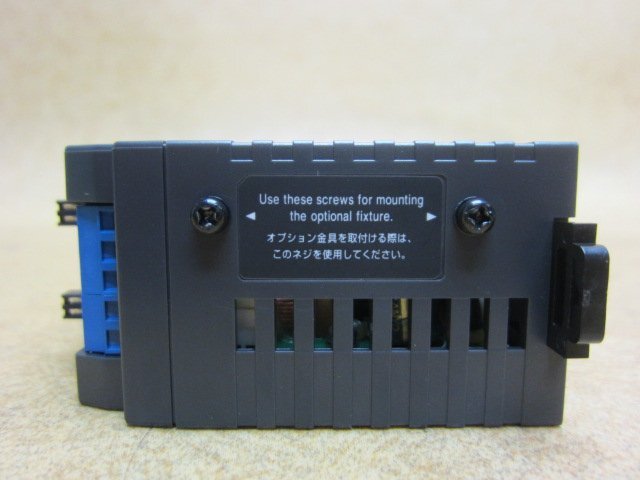 Use these screws for mounting
◀ the optional fixture. ▶
オプション金具を取付ける際は、
このネジを使用してください。